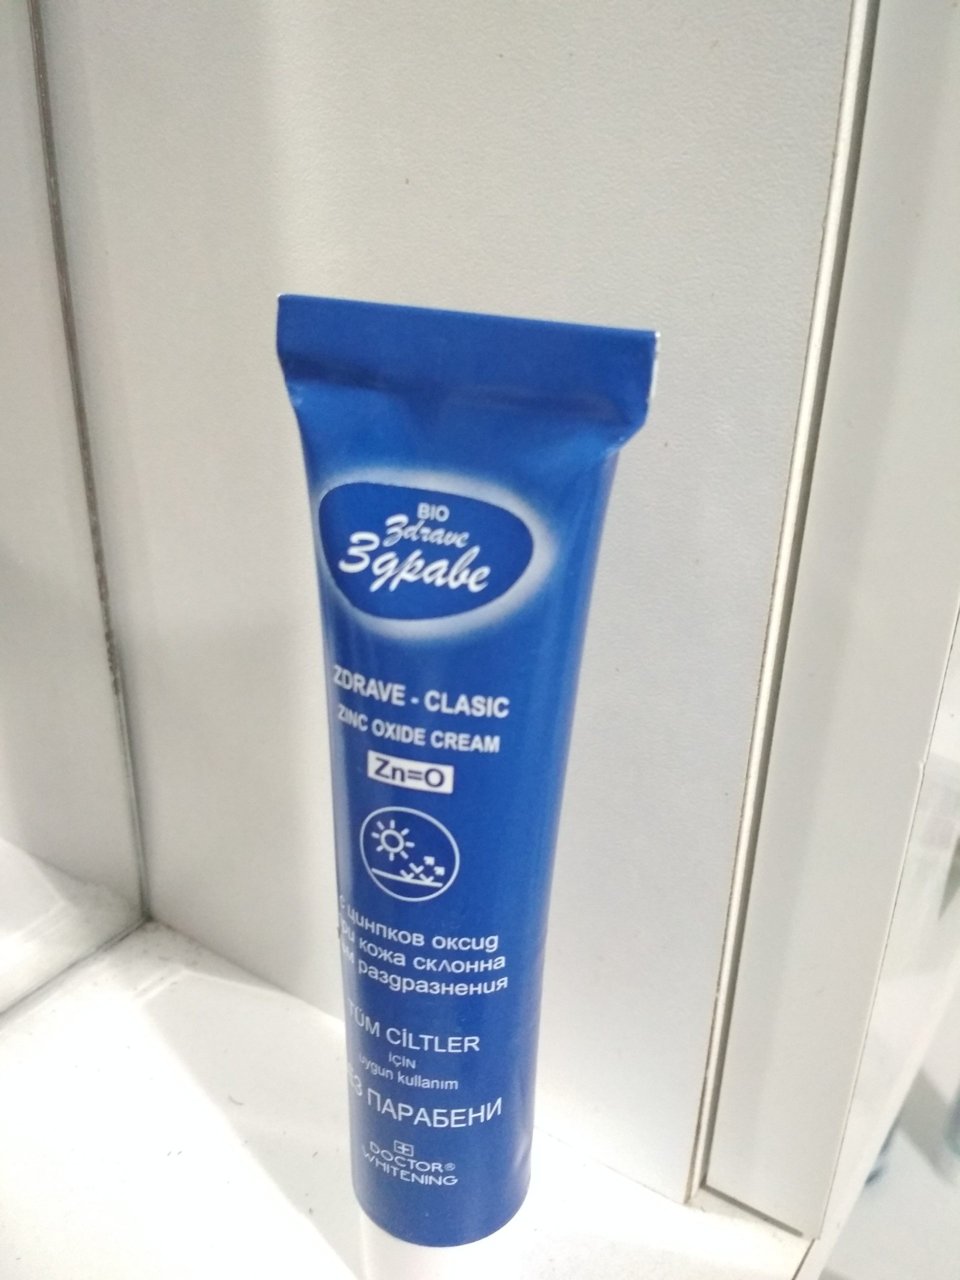 BIO
Zdrave
Здраве
ZDRAVE - CLASIC
ZINC OXIDE CREAM
Zn=O
с цинпков оксид
кожа склонна
раздразнения
TÜM CİLTLER
İÇİN
uygun kullanım
ПАРАБЕНИ
DOCTOR®
WHITENING